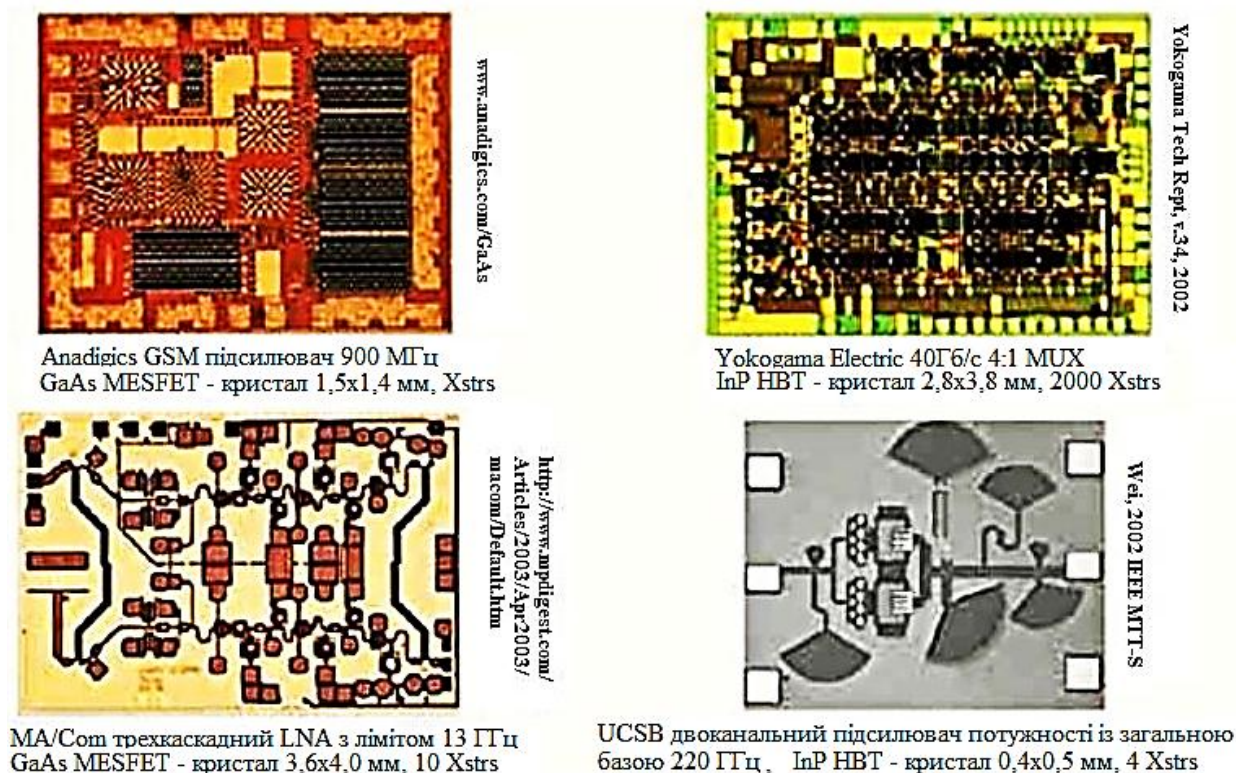 www.anadigics.com/GaAs
Anadigics GSM підсилювач 900 МГц
GaAs MESFET - кристал 1,5x1,4 мм, Xstrs
Yokogama Tech Rept, v.34, 2002
Yokogama Electric 40Гб/с 4:1 MUX
InP HBT - кристал 2,8x3,8 мм, 2000 Xstrs
http://www.mpdigest.com/
Articles/2003/Apr2003/
macom/Default.htm
MA/Com трехкаскадний LNA з лімітом 13 ГГц
GaAs MESFET - кристал 3,6x4,0 мм, 10 Xstrs
Wei, 2002 IEEE MTT-S
UCSB двоканальний підсилювач потужності із загальною
базою 220 ГГц , InP HBT - кристал 0,4x0,5 мм, 4 Xstrs